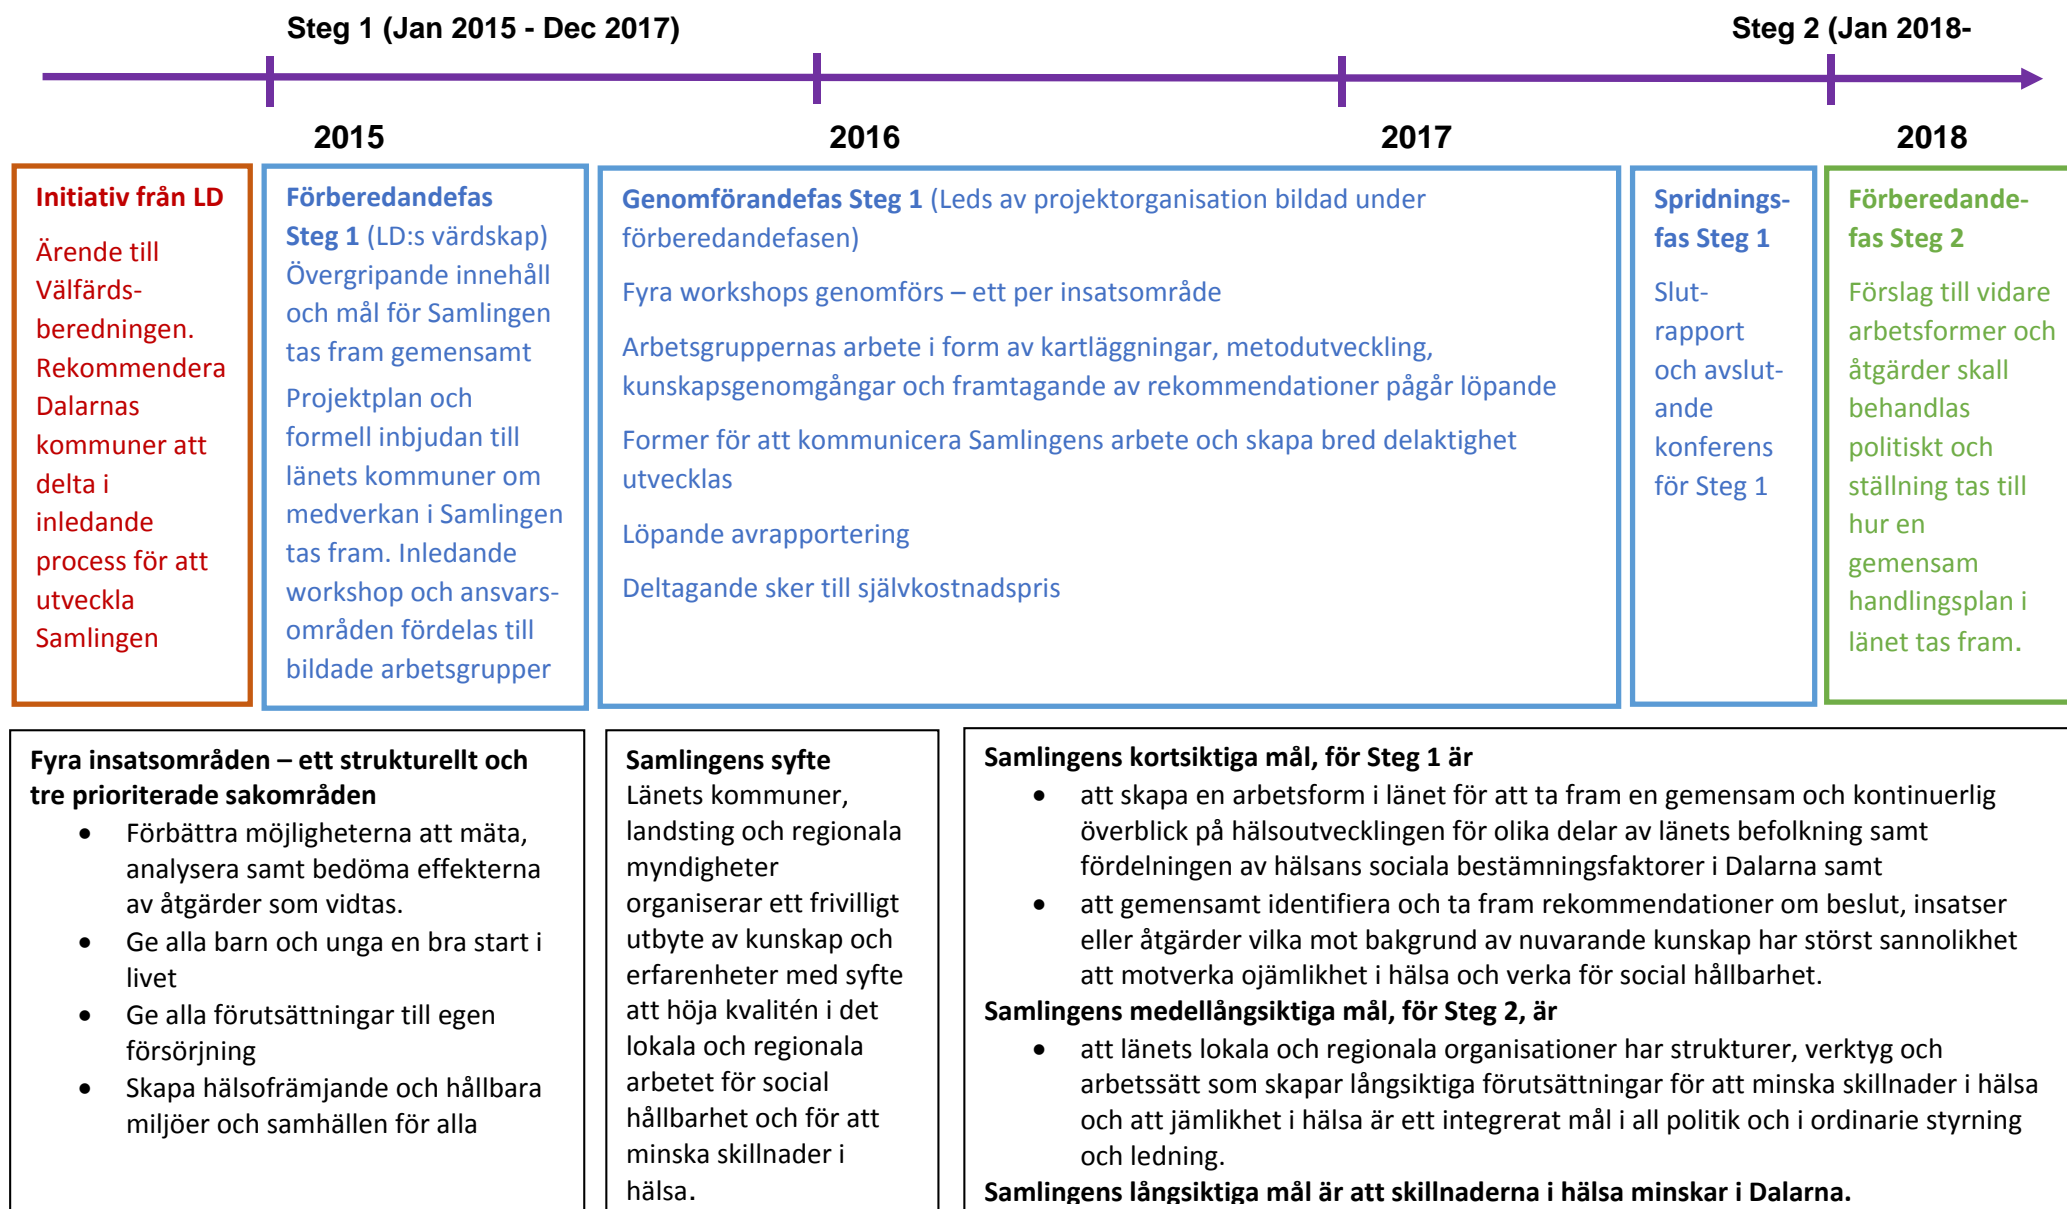 Steg 1 (Jan 2015 - Dec 2017)
Steg 2 (Jan 2018-
2015
2016
2017
2018
Initiativ från LD
Ärende till
Välfärds-
beredningen.
Rekommendera
Dalarnas
kommuner att
delta i
inledande
process för att
utveckla
Samlingen
Förberedandefas
Steg 1 (LD:s värdskap)
Övergripande innehåll
och mål för Samlingen
tas fram gemensamt
Projektplan och
formell inbjudan till
länets kommuner om
medverkan i Samlingen
tas fram. Inledande
workshop och ansvars-
områden fördelas till
bildade arbetsgrupper
Genomförandefas Steg 1 (Leds av projektorganisation bildad under
förberedandefasen)
Fyra workshops genomförs – ett per insatsområde
Arbetsgruppernas arbete i form av kartläggningar, metodutveckling,
kunskapsgenomgångar och framtagande av rekommendationer pågår löpande
Former för att kommunicera Samlingens arbete och skapa bred delaktighet
utvecklas
Löpande avrapportering
Deltagande sker till självkostnadspris
Spridnings-
fas Steg 1
Slut-
rapport
och avslut-
ande
konferens
för Steg 1
Förberedande-
fas Steg 2
Förslag till vidare
arbetsformer och
åtgärder skall
behandlas
politiskt och
ställning tas till
hur en
gemensam
handlingsplan i
länet tas fram.
Fyra insatsområden – ett strukturellt och
tre prioriterade sakområden
• Förbättra möjligheterna att mäta,
analysera samt bedöma effekterna
av åtgärder som vidtas.
• Ge alla barn och unga en bra start i
livet
• Ge alla förutsättningar till egen
försörjning
• Skapa hälsofrämjande och hållbara
miljöer och samhällen för alla
Samlingens syfte
Länets kommuner,
landsting och regionala
myndigheter
organiserar ett frivilligt
utbyte av kunskap och
erfarenheter med syfte
att höja kvalitén i det
lokala och regionala
arbetet för social
hållbarhet och för att
minska skillnader i
hälsa.
Samlingens kortsiktiga mål, för Steg 1 är
• att skapa en arbetsform i länet för att ta fram en gemensam och kontinuerlig
överblick på hälsoutvecklingen för olika delar av länets befolkning samt
fördelningen av hälsans sociala bestämningsfaktorer i Dalarna samt
• att gemensamt identifiera och ta fram rekommendationer om beslut, insatser
eller åtgärder vilka mot bakgrund av nuvarande kunskap har störst sannolikhet
att motverka ojämlikhet i hälsa och verka för social hållbarhet.
Samlingens medellångsiktiga mål, för Steg 2, är
• att länets lokala och regionala organisationer har strukturer, verktyg och
arbetssätt som skapar långsiktiga förutsättningar för att minska skillnader i hälsa
och att jämlikhet i hälsa är ett integrerat mål i all politik och i ordinarie styrning
och ledning.
Samlingens långsiktiga mål är att skillnaderna i hälsa minskar i Dalarna.